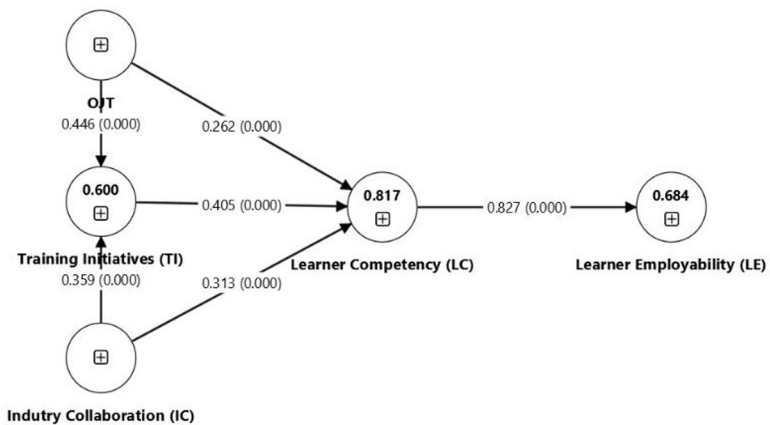 OJT
0.446 (0.000)
0.262 (0.000)
0.600
0.817
0.684
0.405 (0.000)
0.827 (0.000)
Training Initiatives (TI)
Learner Competency (LC)
Learner Employability (LE)
0.359 (0.000)
0.313 (0.000)
Indutry Collaboration (IC)